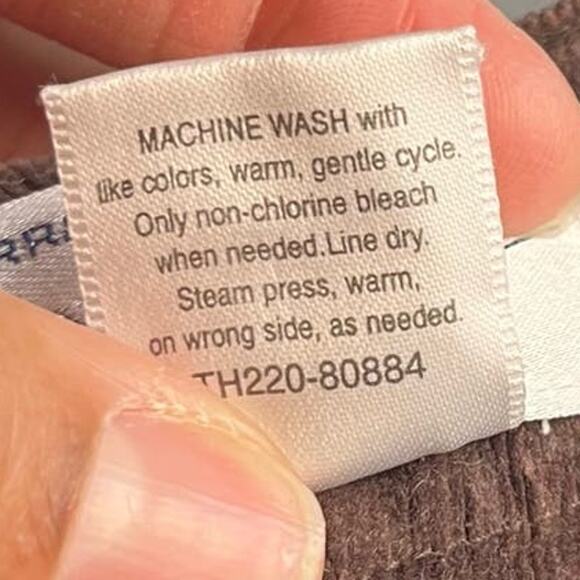 MACHINE WASH with
like colors, warm, gentle cycle.
Only non-chlorine bleach
when needed.Line dry.
Steam press, warm,
on wrong side, as needed.
TH220-80884